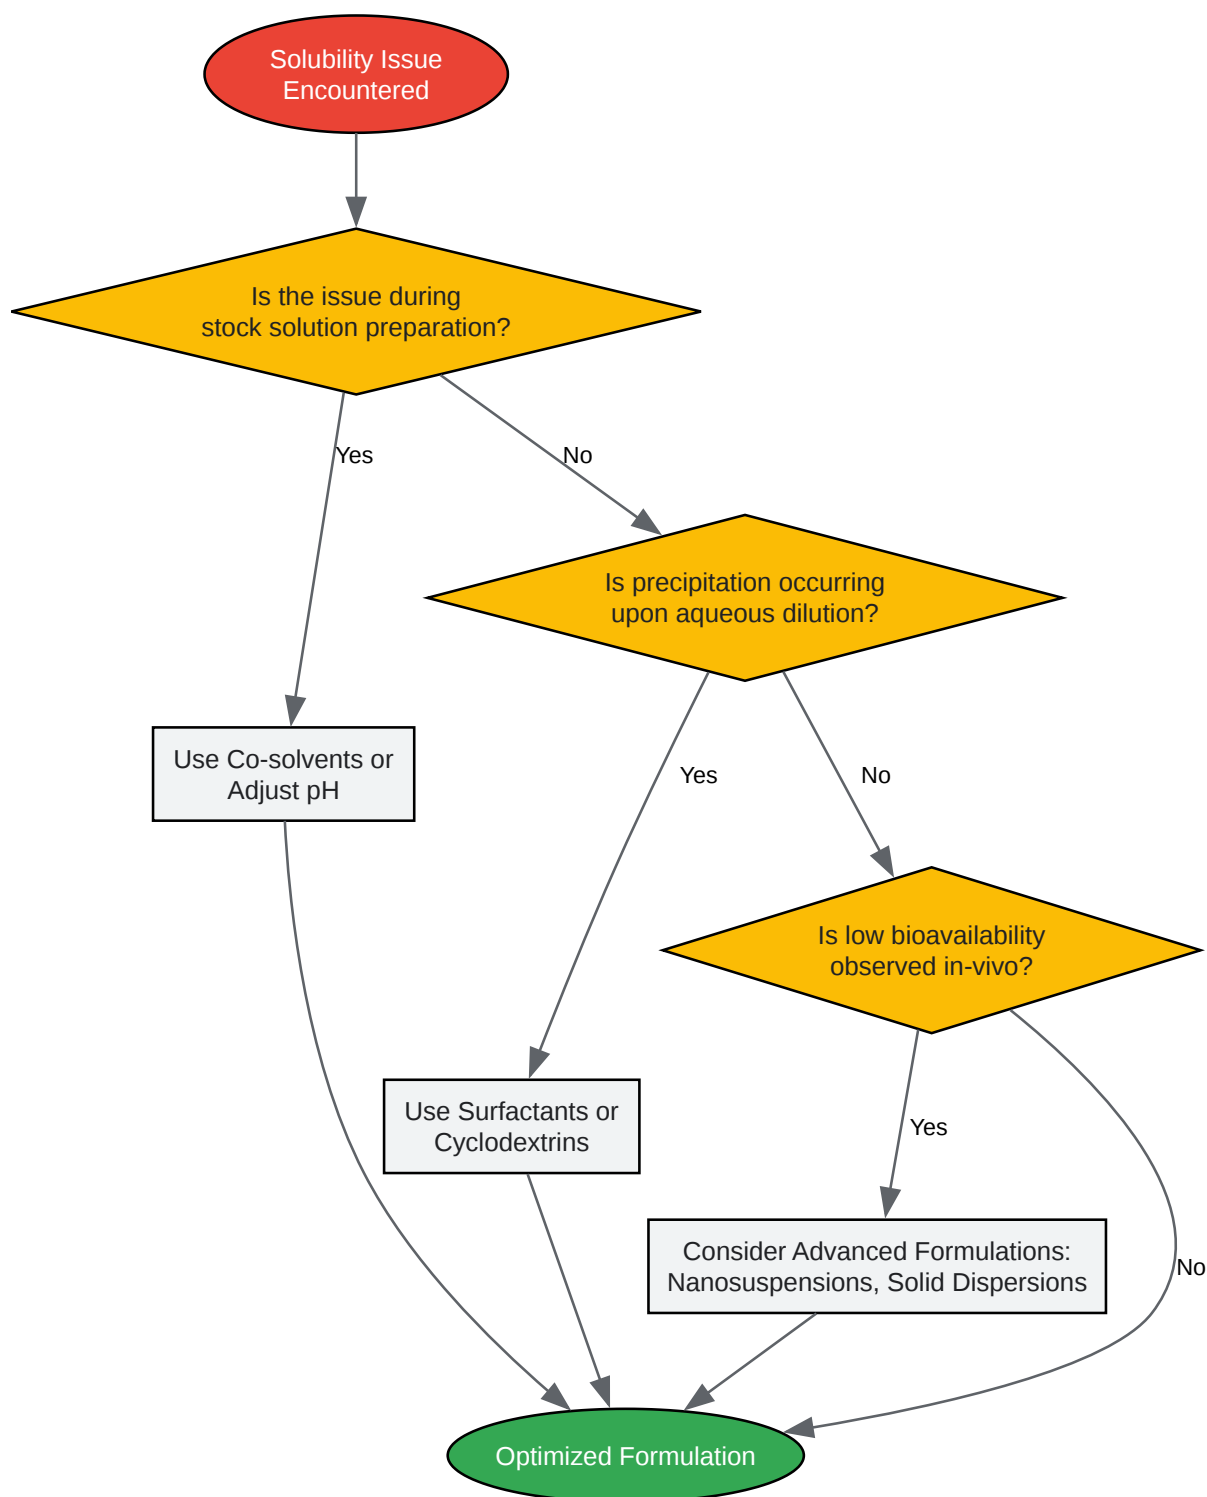 Solubility Issue
Encountered
Is the issue during
stock solution preparation?
Yes
No
Is precipitation occurring
upon aqueous dilution?
Use Co-solvents or
Adjust pH
Yes
No
Is low bioavailability
observed in-vivo?
Use Surfactants or
Cyclodextrins
Yes
Consider Advanced Formulations:
Nanosuspensions, Solid Dispersions
No
Optimized Formulation